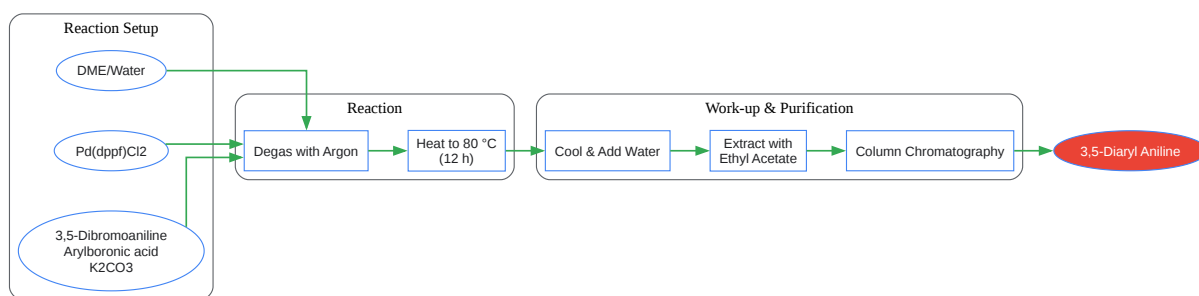 Reaction Setup
DME/Water
Pd(dppf)Cl2
3,5-Dibromoaniline
Arylboronic acid
K2CO3
Reaction
Degas with Argon
Heat to 80 °C
(12 h)
Work-up & Purification
Cool & Add Water
Extract with
Ethyl Acetate
Column Chromatography
3,5-Diaryl Aniline